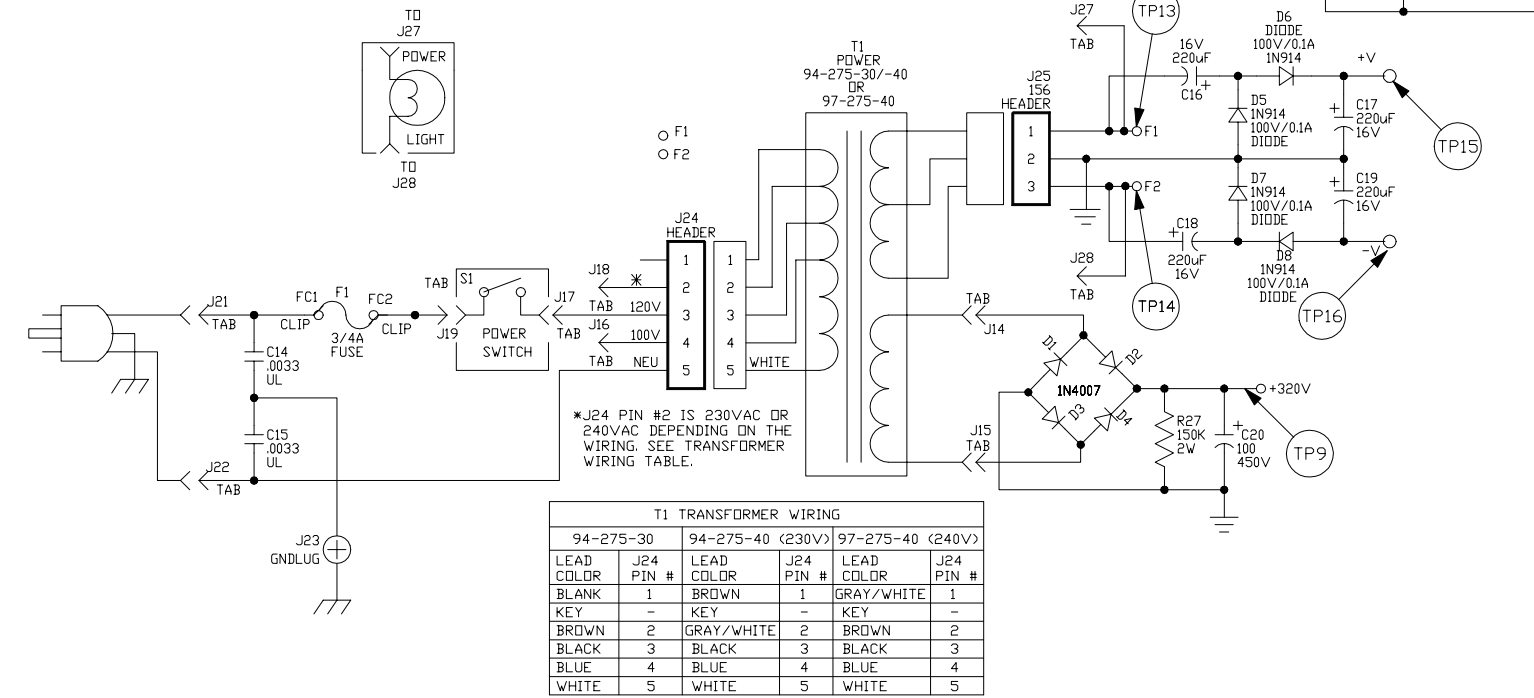 TO
J27
POWER
LIGHT
TO
J28
F1
F2
T1
POWER
94-275-30/-40
OR
97-275-40
J25
156
HEADER
1
2
3
J27
TAB
TP13
F1
16V
220uF
+
C16
D6
DIODE
100V/0.1A
1N914
+V
D5
1N914
100V/0.1A
DIODE
+
C17
220uF
16V
TP15
D7
1N914
100V/0.1A
DIODE
+
C19
220uF
16V
F2
+
C18
220uF
16V
D8
1N914
100V/0.1A
DIODE
-V
J28
TAB
TP14
TP16
J24
HEADER
1
2
3
4
5
1
2
3
4
5
WHITE
J18
TAB
*
120V
J16
TAB
100V
NEU
J21
TAB
FC1
CLIP
F1
3/4A
FUSE
FC2
CLIP
TAB
J19
S1
POWER
SWITCH
J17
TAB
C14
.0033
UL
C15
.0033
UL
J22
TAB
J23
GNDLUG
*J24 PIN #2 IS 230VAC OR
240VAC DEPENDING ON THE
WIRING. SEE TRANSFORMER
WIRING TABLE.
TAB
J14
J15
TAB
D1
D2
1N4007
D3
D4
R27
150K
2W
+
C20
100
450V
+320V
TP9
T1 TRANSFORMER WIRING
94-275-30 94-275-40 (230V) 97-275-40 (240V)
LEAD COLOR J24 PIN # LEAD COLOR J24 PIN # LEAD COLOR J24 PIN #
BLANK 1 BROWN 1 GRAY/WHITE 1
KEY - KEY - KEY -
BROWN 2 GRAY/WHITE 2 BROWN 2
BLACK 3 BLACK 3 BLACK 3
BLUE 4 BLUE 4 BLUE 4
WHITE 5 WHITE 5 WHITE 5